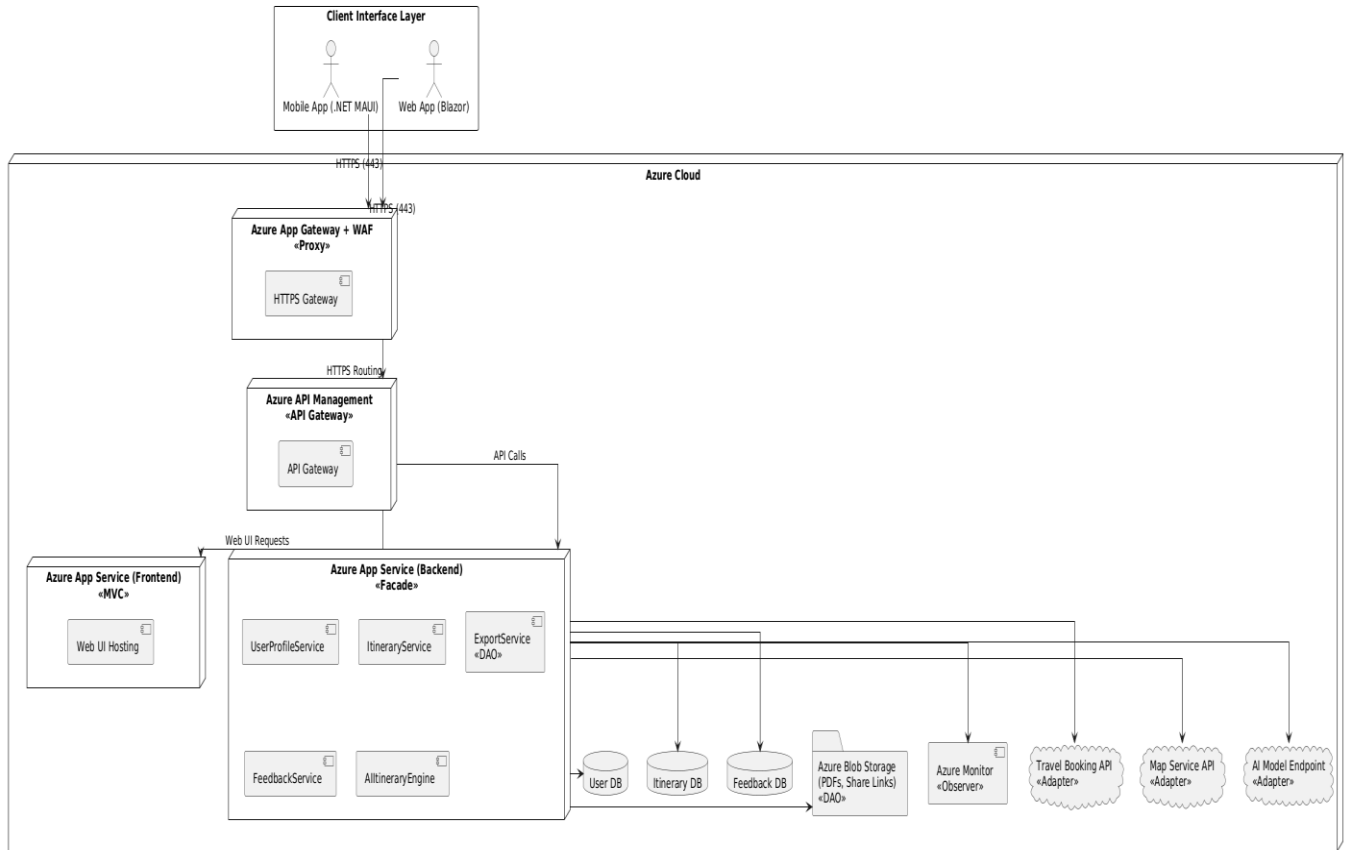 Client Interface Layer
Mobile App (.NET MAUI)
Web App (Blazor)
HTTPS (443)
Azure Cloud
HTTPS (443)
Azure App Gateway + WAF
«Proxy»
HTTPS Gateway
HTTPS Routing
Azure API Management
«API Gateway»
API Gateway
API Calls
Web UI Requests
Azure App Service (Frontend)
«MVC»
Web UI Hosting
Azure App Service (Backend)
«Facade»
UserProfileService
ItineraryService
ExportService
«DAO»
FeedbackService
AIItineraryEngine
User DB
Itinerary DB
Feedback DB
Azure Blob Storage
(PDFs, Share Links)
«DAO»
Azure Monitor
«Observer»
Travel Booking API
«Adapter»
Map Service API
«Adapter»
AI Model Endpoint
«Adapter»